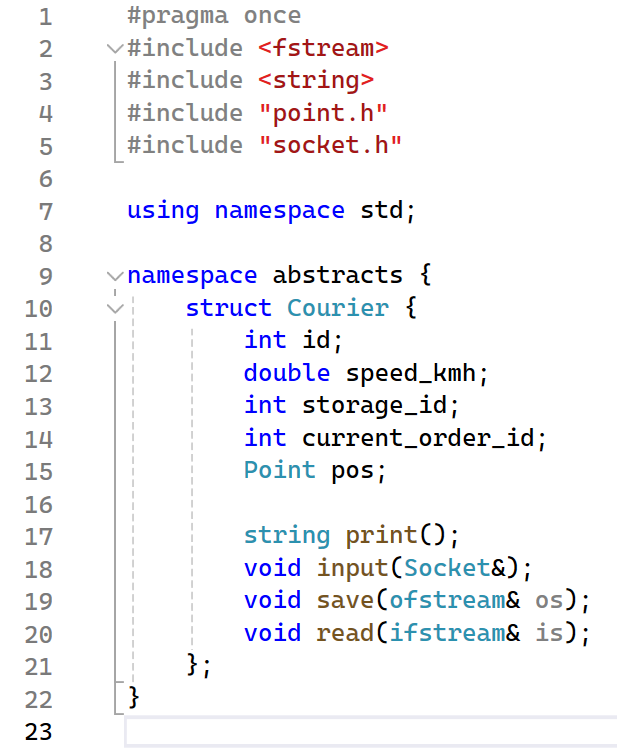 1 #pragma once
2 #include <fstream>
3 #include <string>
4 #include "point.h"
5 #include "socket.h"
6
7 using namespace std;
8
9 namespace abstracts {
10     struct Courier {
11         int id;
12         double speed_kmh;
13         int storage_id;
14         int current_order_id;
15         Point pos;
16
17         string print();
18         void input(Socket&);
19         void save(ofstream& os);
20         void read(ifstream& is);
21     };
22 }
23